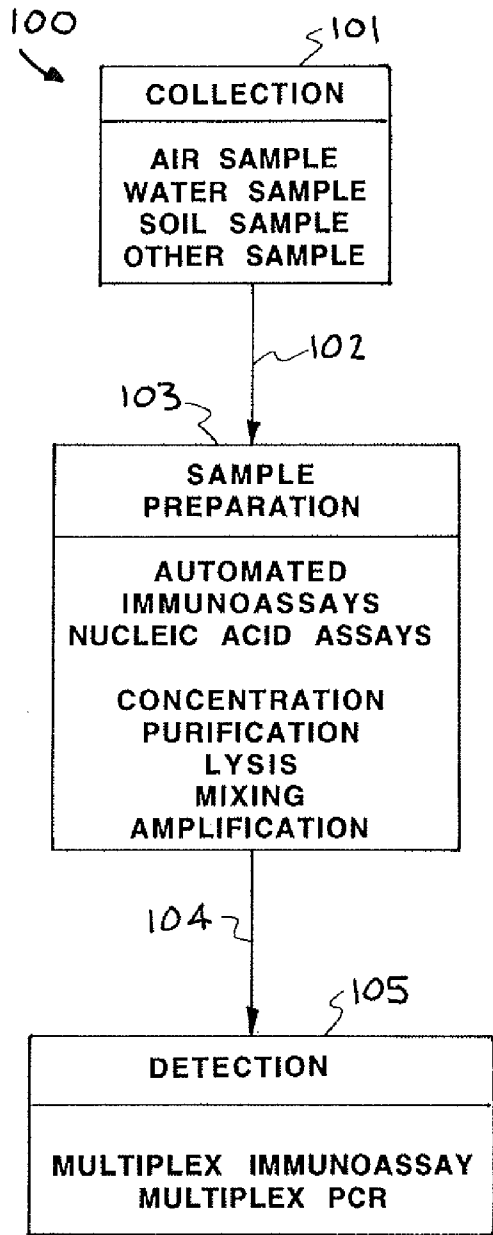 100
101
COLLECTION
AIR SAMPLE
WATER SAMPLE
SOIL SAMPLE
OTHER SAMPLE
102
103
SAMPLE
PREPARATION
AUTOMATED
IMMUNOASSAYS
NUCLEIC ACID ASSAYS
CONCENTRATION
PURIFICATION
LYSIS
MIXING
AMPLIFICATION
104
105
DETECTION
MULTIPLEX IMMUNOASSAY
MULTIPLEX PCR